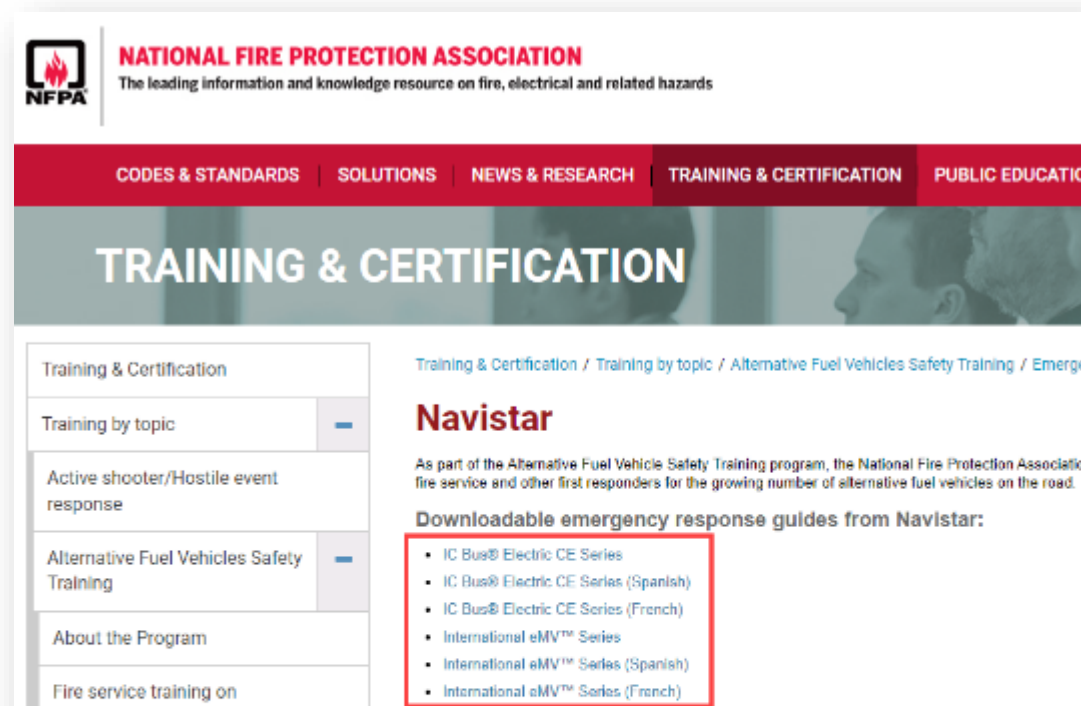 NFPA
NATIONAL FIRE PROTECTION ASSOCIATION
The leading information and knowledge resource on fire, electrical and related hazards
CODES & STANDARDS
SOLUTIONS
NEWS & RESEARCH
TRAINING & CERTIFICATION
PUBLIC EDUCATIO
TRAINING & CERTIFICATION
Training & Certification
Training by topic
Active shooter/Hostile event
response
Alternative Fuel Vehicles Safety
Training
About the Program
Fire service training on
Training & Certification / Training by topic / Alternative Fuel Vehicles Safety Training / Emerge
Navistar
As part of the Alternative Fuel Vehicle Safety Training program, the National Fire Protection Associatio
fire service and other first responders for the growing number of alternative fuel vehicles on the road.
Downloadable emergency response guides from Navistar:
• IC Bus® Electric CE Series
• IC Bus® Electric CE Series (Spanish)
• IC Bus® Electric CE Series (French)
• International eMV™ Series
• International eMV™ Series (Spanish)
• International eMV™ Series (French)